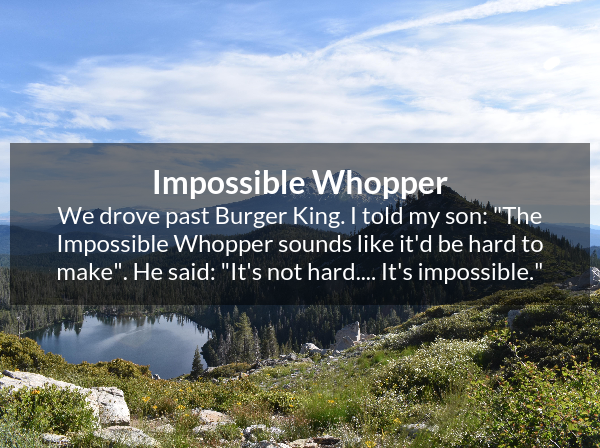 Impossible Whopper
We drove past Burger King. I told my son: "The
Impossible Whopper sounds like it'd be hard to
make". He said: "It's not hard.... It's impossible."